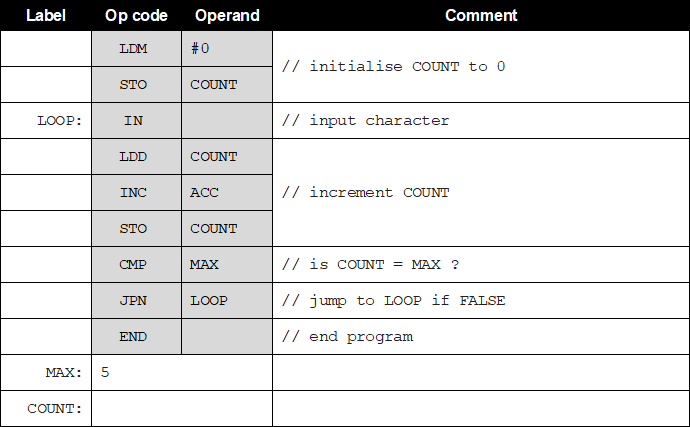 Label Op code Operand Comment
LDM #0
// initialise COUNT to 0
STO COUNT
LOOP: IN // input character
LDD COUNT
INC ACC // increment COUNT
STO COUNT
CMP MAX // is COUNT = MAX ?
JPN LOOP // jump to LOOP if FALSE
END // end program
MAX: 5
COUNT: